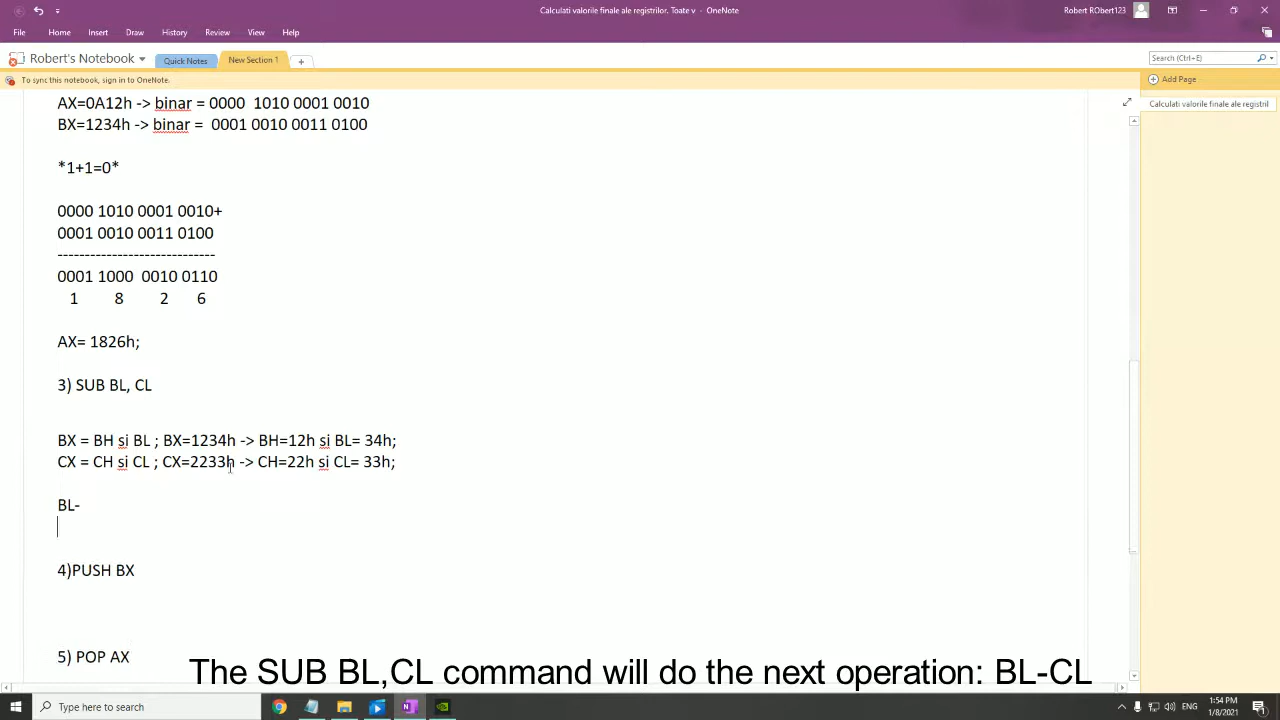 Calculati valorile finale ale registrilor. Toate v - OneNote
Robert RObert123
File Home Insert Draw History Review View Help
Robert's Notebook Quick Notes New Section 1
Search (Ctrl+E)
To sync this notebook, sign in to OneNote.
Add Page
Calculati valorile finale ale registril
AX=0A12h -> binar = 0000 1010 0001 0010
BX=1234h -> binar = 0001 0010 0011 0100
*1+1=0*
0000 1010 0001 0010+
0001 0010 0011 0100
-----------------------------
0001 1000 0010 0110
1 8 2 6
AX= 1826h;
3) SUB BL, CL
BX = BH si BL ; BX=1234h -> BH=12h si BL= 34h;
CX = CH si CL ; CX=2233h -> CH=22h si CL= 33h;
BL-
4)PUSH BX
5) POP AX
The SUB BL,CL command will do the next operation: BL-CL
Type here to search
ENG
1:54 PM
1/8/2021